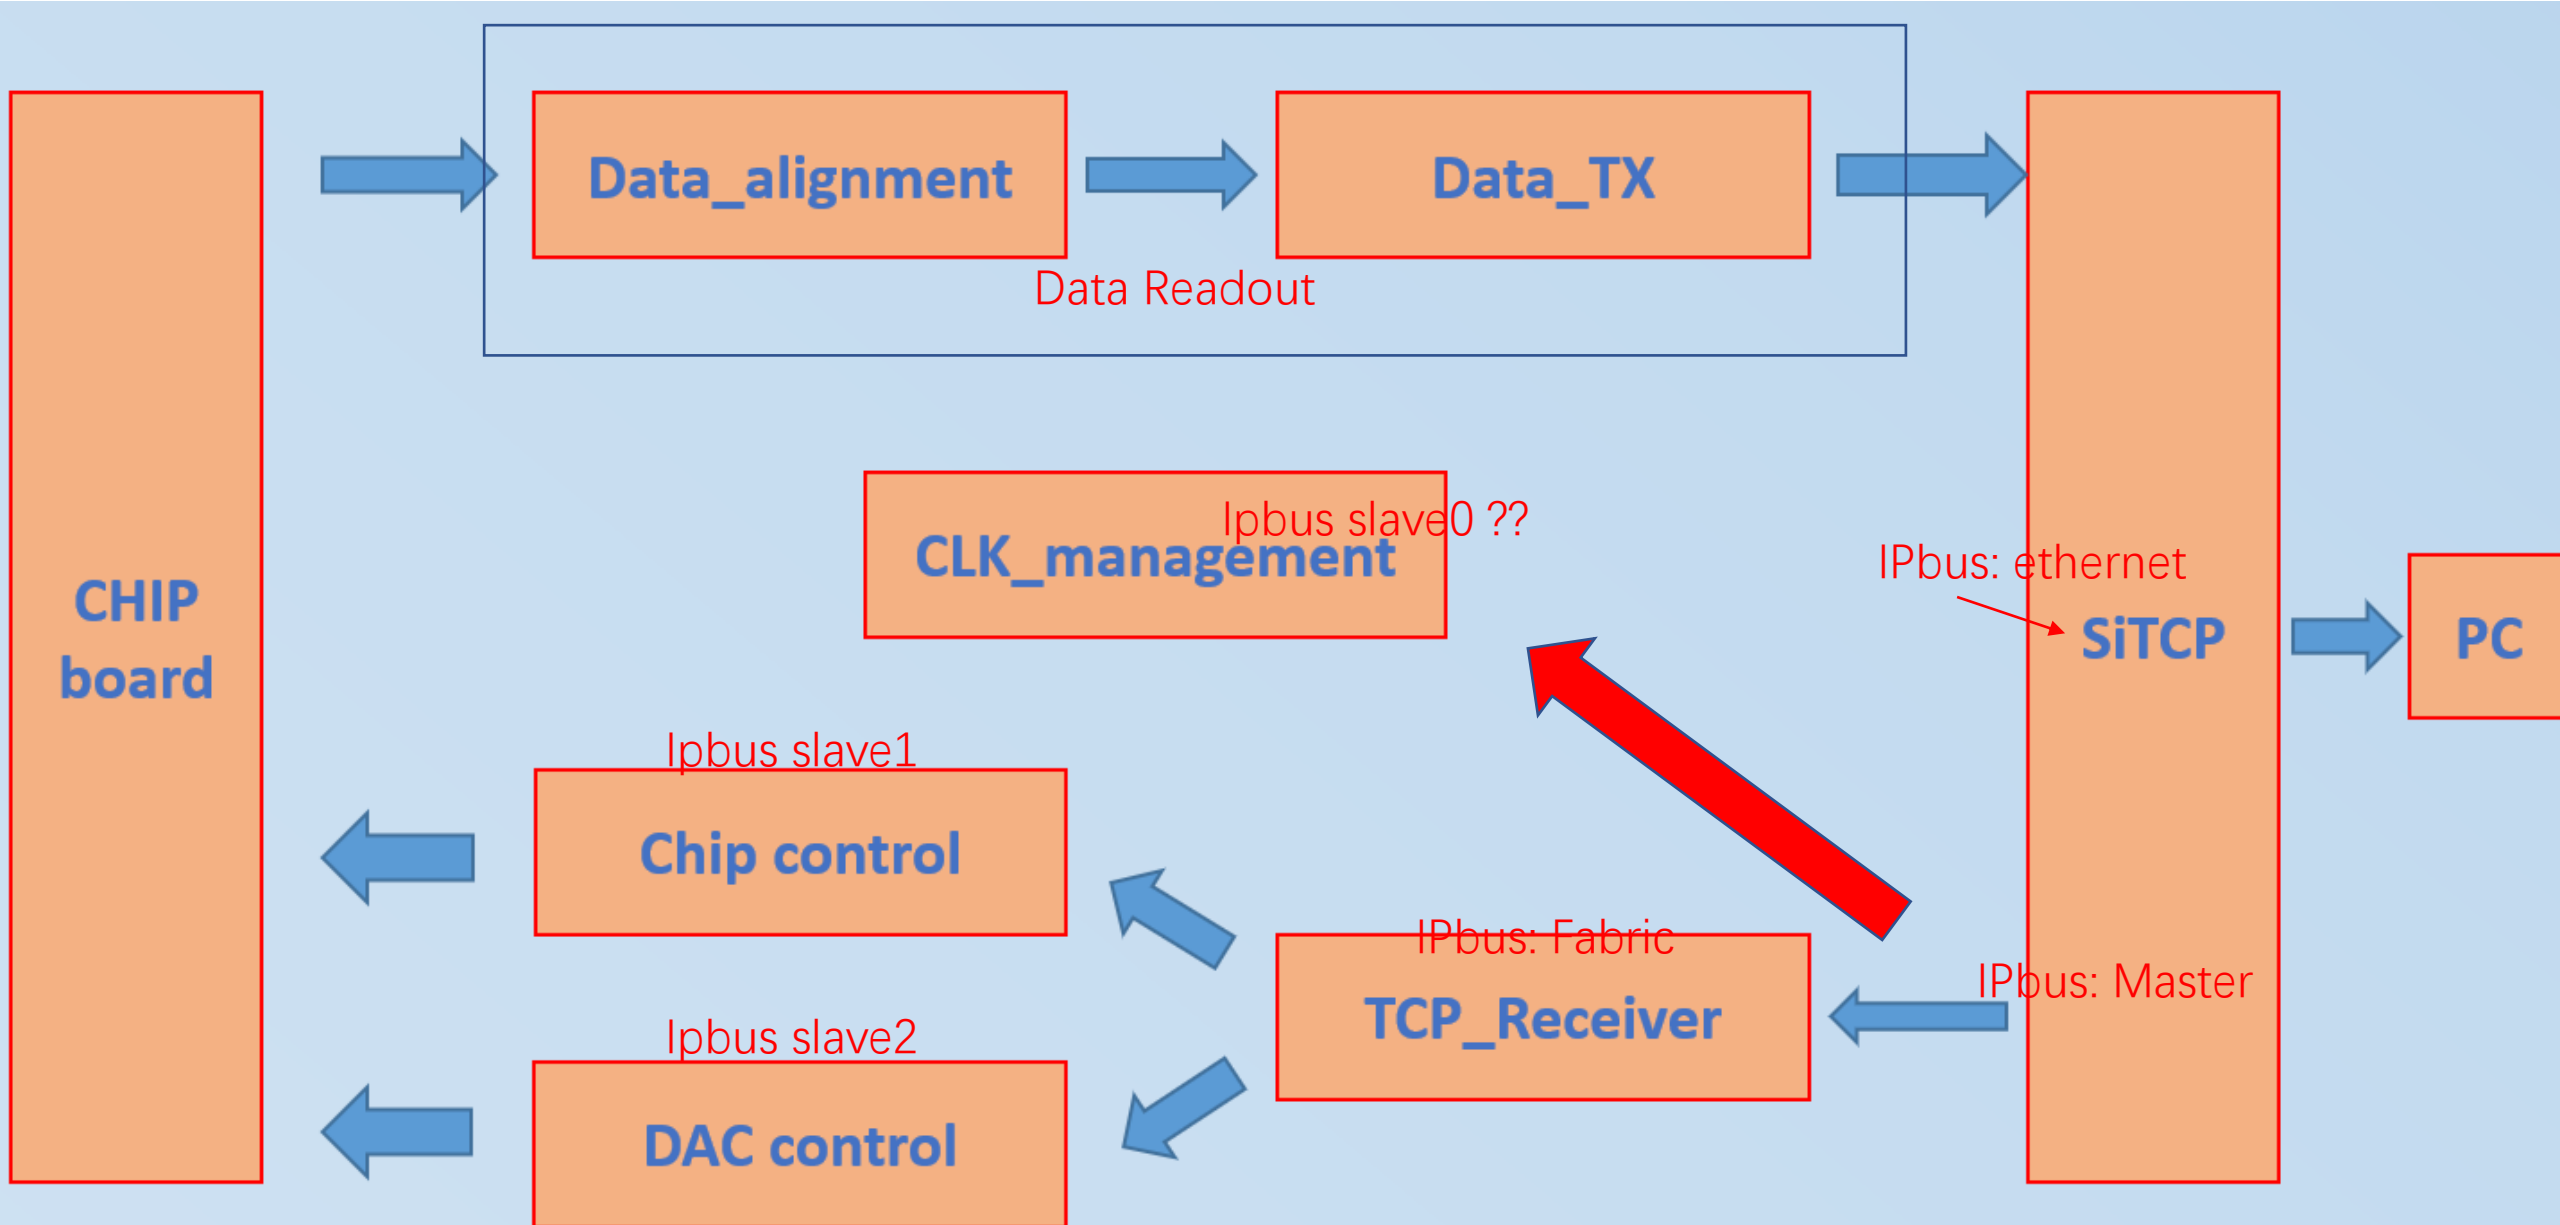 Data_alignment
Data_TX
Data Readout
Ipbus slave0 ??
CLK_management
IPbus: ethernet
CHIP
board
SiTCP
PC
Ipbus slave1
Chip control
IPbus: Fabric
IPbus: Master
TCP_Receiver
Ipbus slave2
DAC control